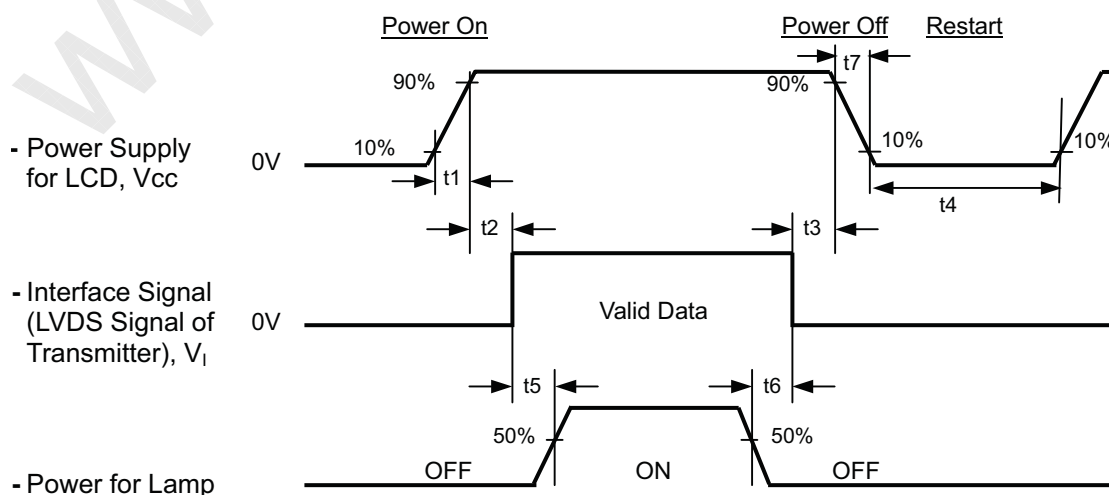 Power On
Power Off
Restart
t7
90%
90%
- Power Supply
for LCD, Vcc
0V
10%
10%
10%
t1
t4
t2
t3
- Interface Signal
(LVDS Signal of
Transmitter), VI
0V
Valid Data
t5
t6
50%
50%
- Power for Lamp
OFF
ON
OFF